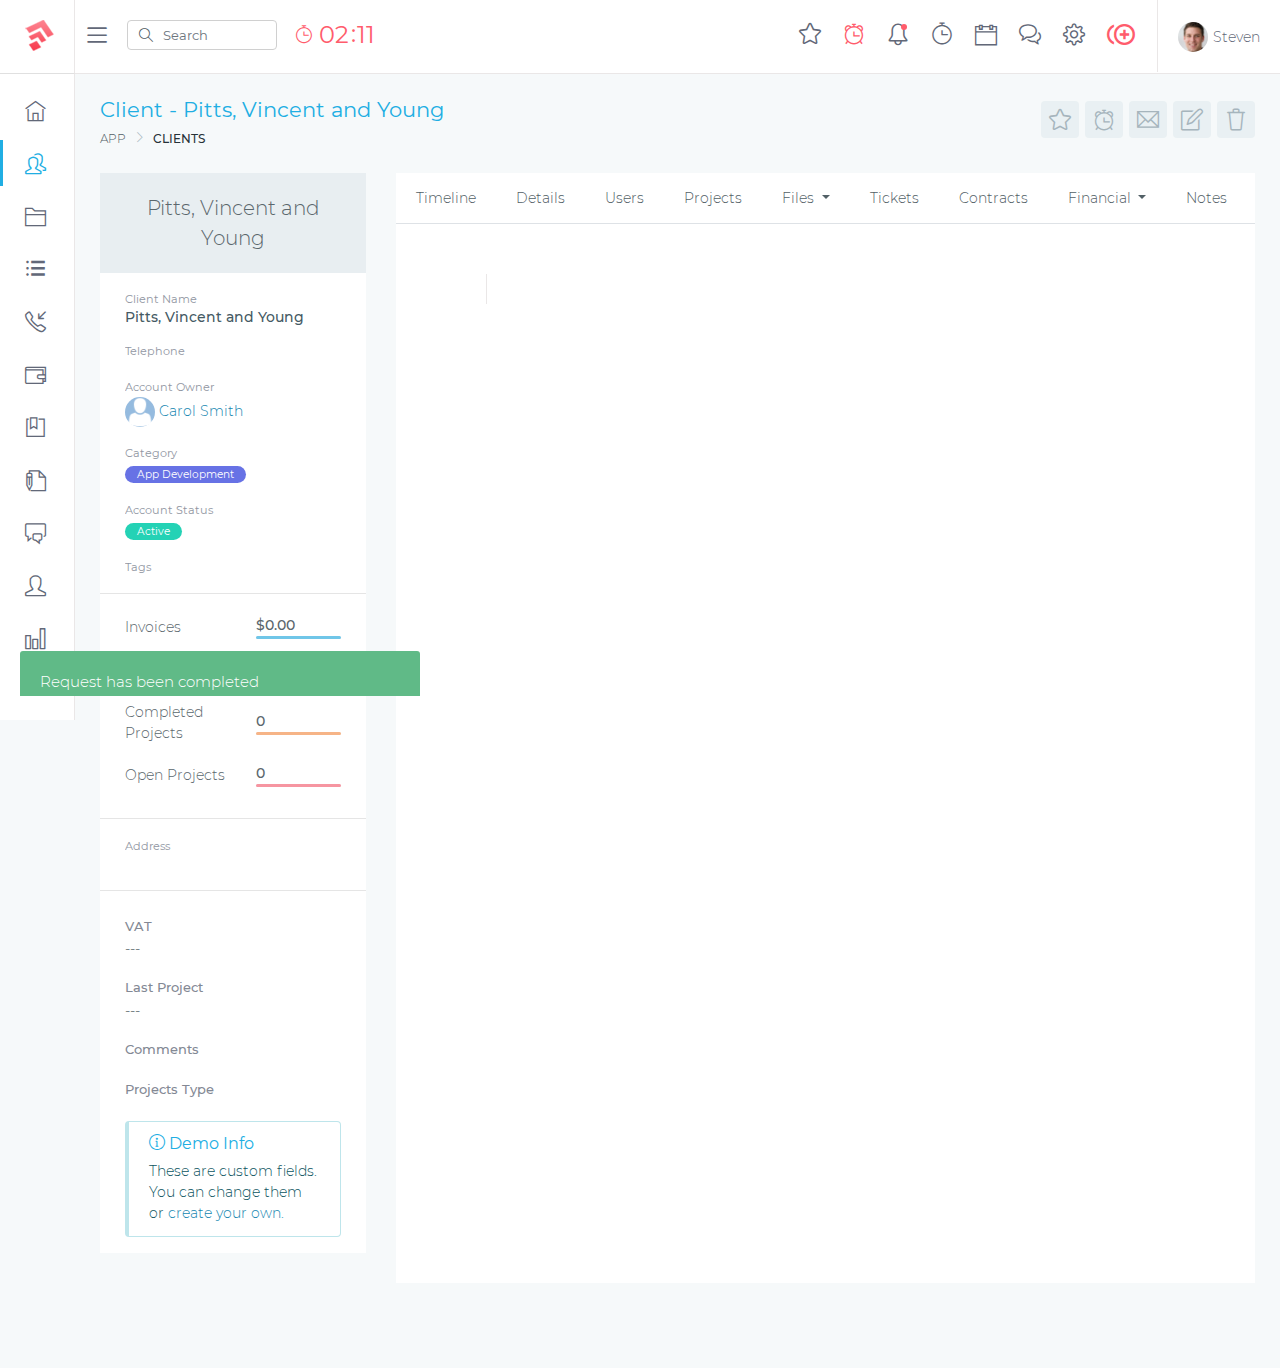 Search
02:11
Steven
Client - Pitts, Vincent and Young
APP
CLIENTS
Pitts, Vincent and
Young
Client Name
Pitts, Vincent and Young
Telephone
Account Owner
Carol Smith
Category
App Development
Account Status
Active
Tags
Invoices
$0.00
Request has been completed
Completed
Projects
0
Open Projects
0
Address
VAT
---
Last Project
---
Comments
Projects Type
Demo Info
These are custom fields.
You can change them
or create your own.
Timeline
Details
Users
Projects
Files
Tickets
Contracts
Financial
Notes